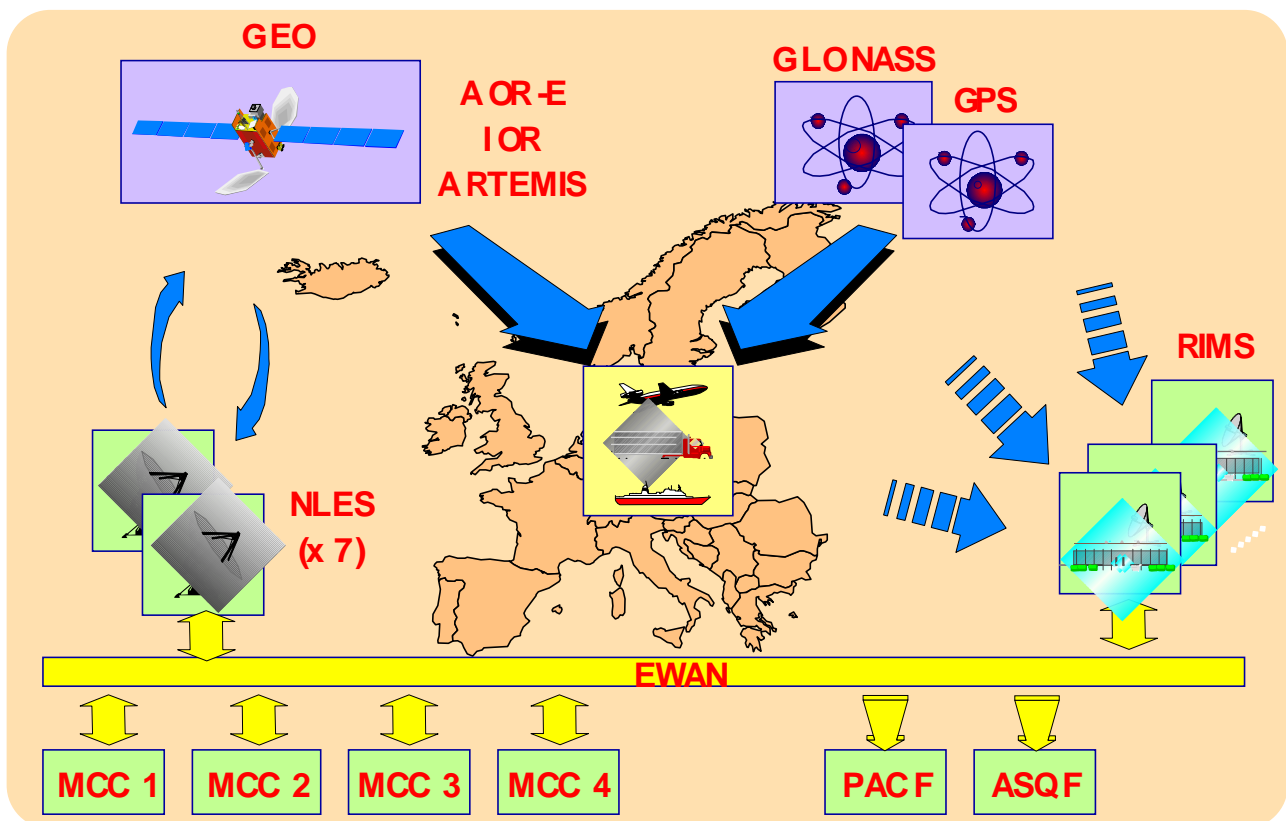 GEO
AOR-E
IOR
ARTEMIS
GLONASS
GPS
RIMS
NLES
(x 7)
EWAN
MCC 1
MCC 2
MCC 3
MCC 4
PACF
ASQF